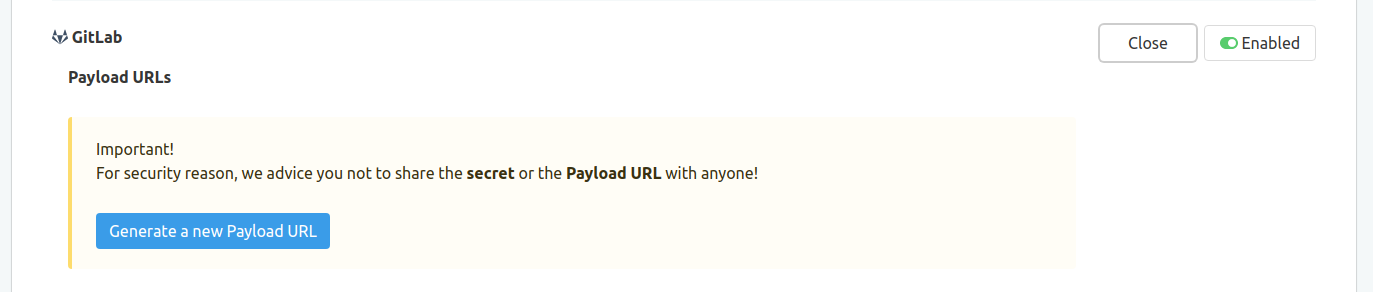 GitLab
Close
Enabled
Payload URLs
Important!
For security reason, we advice you not to share the secret or the Payload URL with anyone!
Generate a new Payload URL